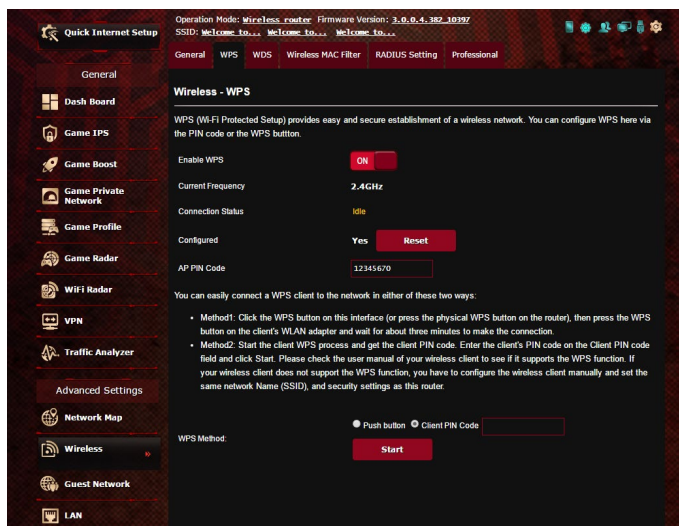 Quick Internet Setup
Operation Mode: Wireless router Firmware Version: 3.0.0.4.382_10397
SSID: Welcome to... Welcome to... Welcome to...
General WPS WDS Wireless MAC Filter RADIUS Setting Professional
General
Dash Board
Game IPS
Game Boost
Game Private
Network
Game Profile
Game Radar
WiFi Radar
VPN
Traffic Analyzer
Advanced Settings
Network Map
Wireless
Guest Network
LAN
Wireless - WPS
WPS (Wi-Fi Protected Setup) provides easy and secure establishment of a wireless network. You can configure WPS here via
the PIN code or the WPS buttton.
Enable WPS ON
Current Frequency 2.4GHz
Connection Status Idle
Configured Yes Reset
AP PIN Code 12345670
You can easily connect a WPS client to the network in either of these two ways:
• Method1: Click the WPS button on this interface (or press the physical WPS button on the router), then press the WPS
button on the client's WLAN adapter and wait for about three minutes to make the connection.
• Method2: Start the client WPS process and get the client PIN code. Enter the client's PIN code on the Client PIN code
field and click Start. Please check the user manual of your wireless client to see if it supports the WPS function. If
your wireless client does not support the WPS function, you have to configure the wireless client manually and set the
same network Name (SSID), and security settings as this router.
WPS Method: Push button Client PIN Code
Start